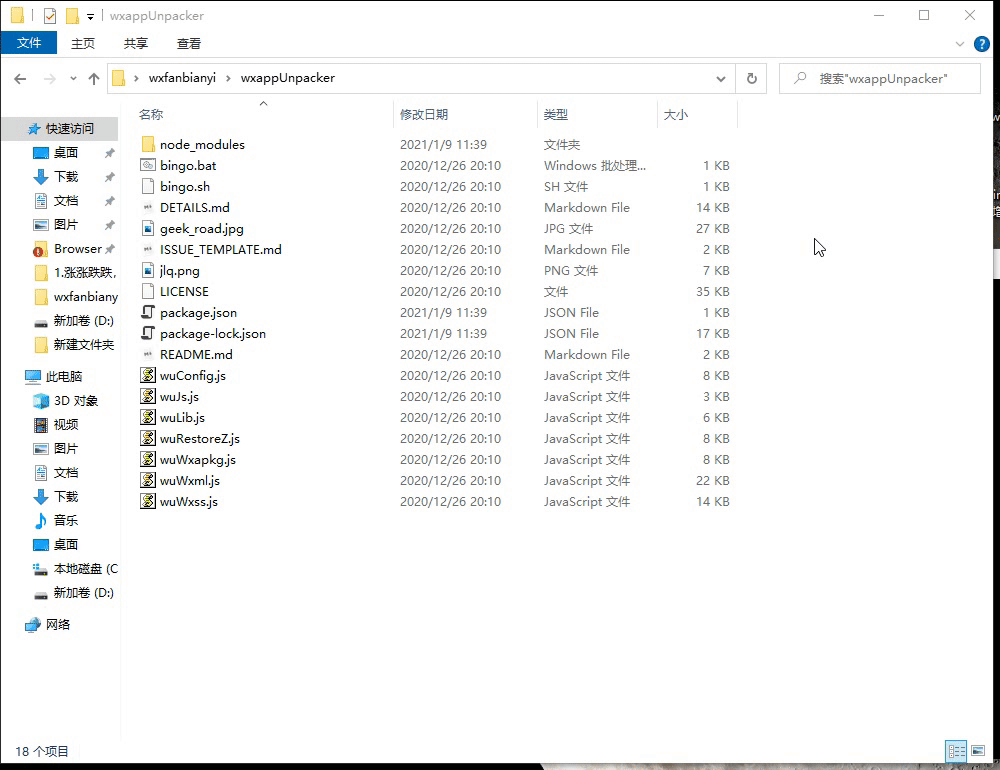 wxappUnpacker
文件 主页 共享 查看
wxfanbianyi wxappUnpacker 搜索"wxappUnpacker"
名称 修改日期 类型 大小
快速访问
桌面
下载
文档
图片
Browser
1.涨涨跌跌,
wxfanbiany
新加卷 (D:)
新建文件夹
此电脑
3D 对象
视频
图片
文档
下载
音乐
桌面
本地磁盘 (C
新加卷 (D:)
网络
node_modules 2021/1/9 11:39 文件夹
bingo.bat 2020/12/26 20:10 Windows 批处理... 1 KB
bingo.sh 2020/12/26 20:10 SH 文件 1 KB
DETAILS.md 2020/12/26 20:10 Markdown File 14 KB
geek_road.jpg 2020/12/26 20:10 JPG 文件 27 KB
ISSUE_TEMPLATE.md 2020/12/26 20:10 Markdown File 2 KB
jlq.png 2020/12/26 20:10 PNG 文件 7 KB
LICENSE 2020/12/26 20:10 文件 35 KB
package.json 2021/1/9 11:39 JSON File 1 KB
package-lock.json 2021/1/9 11:39 JSON File 17 KB
README.md 2020/12/26 20:10 Markdown File 2 KB
wuConfig.js 2020/12/26 20:10 JavaScript 文件 8 KB
wuJs.js 2020/12/26 20:10 JavaScript 文件 3 KB
wuLib.js 2020/12/26 20:10 JavaScript 文件 6 KB
wuRestoreZ.js 2020/12/26 20:10 JavaScript 文件 8 KB
wuWxapkg.js 2020/12/26 20:10 JavaScript 文件 8 KB
wuWxml.js 2020/12/26 20:10 JavaScript 文件 22 KB
wuWxss.js 2020/12/26 20:10 JavaScript 文件 14 KB
18 个项目